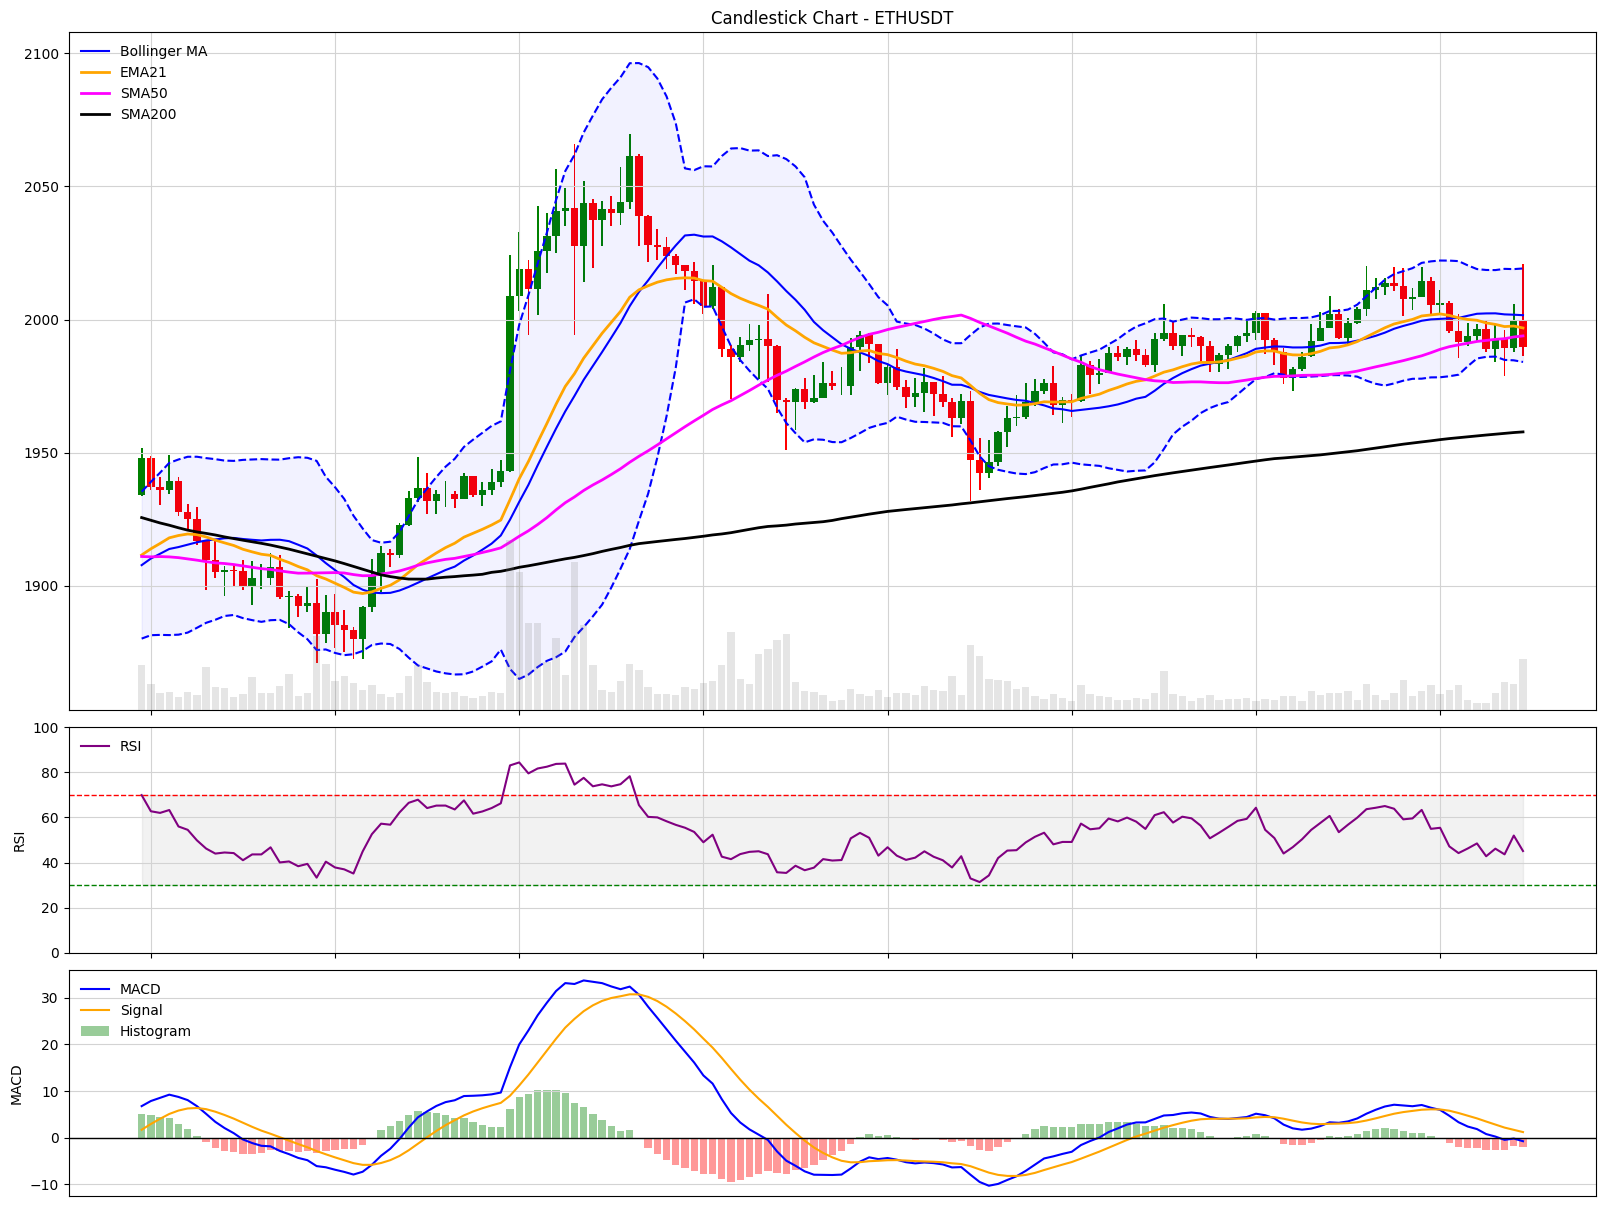 Candlestick Chart - ETHUSDT
Bollinger MA
EMA21
SMA50
SMA200
2100
2050
2000
1950
1900
RSI
100
80
60
40
20
0
RSI
MACD
Signal
Histogram
30
20
10
0
−10
MACD